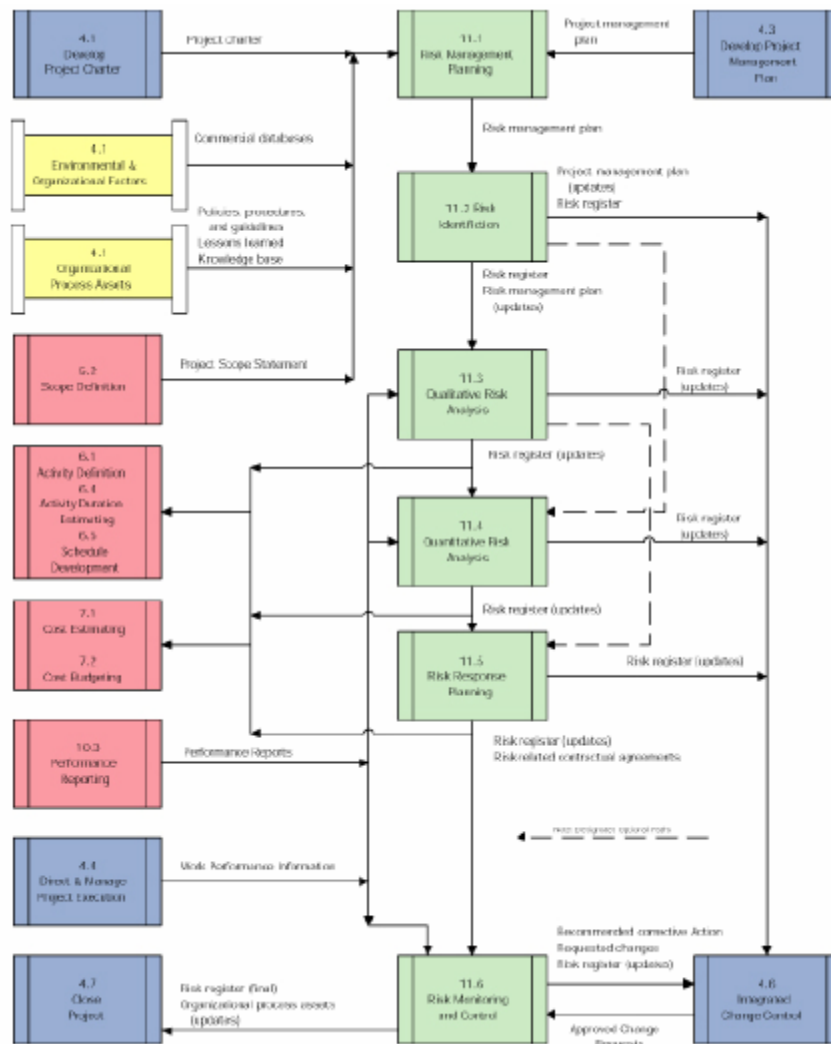 4.1
Develop
Project Charter
Project charter
11.1
Risk Management
Planning
Project management
plan
4.3
Develop Project
Management
Plan
4.1
Environmental &
Organizational Factors
Commercial databases
Risk management plan
4.1
Organizational
Process Assets
Policies, procedures,
and guidelines
Lessons learned
Knowledge base
11.2 Risk
Project management plan
(updates)
Risk register
Risk register
Risk management plan
(updates)
5.2
Scope Definition
Project Scope Statement
11.3
Qualitative Risk
Analysis
Risk register
(updates)
Risk register (updates)
6.1
Activity Definition
6.4
Activity Duration
Estimating
6.5
Schedule
Development
11.4
Quantitative Risk
Analysis
Risk register
(updates)
Risk register (updates)
7.1
Cost Estimating
7.2
Cost Budgeting
11.5
Risk Response
Planning
Risk register (updates)
Risk register (updates)
Risk related contractual agreements
10.3
Performance
Reporting
Performance Reports
4.4
Direct & Manage
Project Execution
Work Performance Information
4.7
Close
Project
Risk register (final)
Organizational process assets
(updates)
11.6
Risk Monitoring
and Control
Recommended corrective Action
Requested changes
Risk register (updates)
Approved Change
4.6
Integrated
Change Control